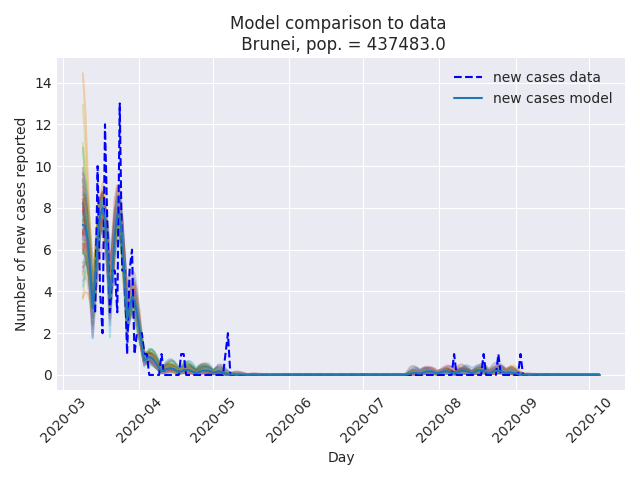 Model comparison to data
Brunei, pop. = 437483.0
new cases data
new cases model
Number of new cases reported
14
12
10
8
6
4
2
0
2020-03
2020-04
2020-05
2020-06
2020-07
2020-08
2020-09
2020-10
Day